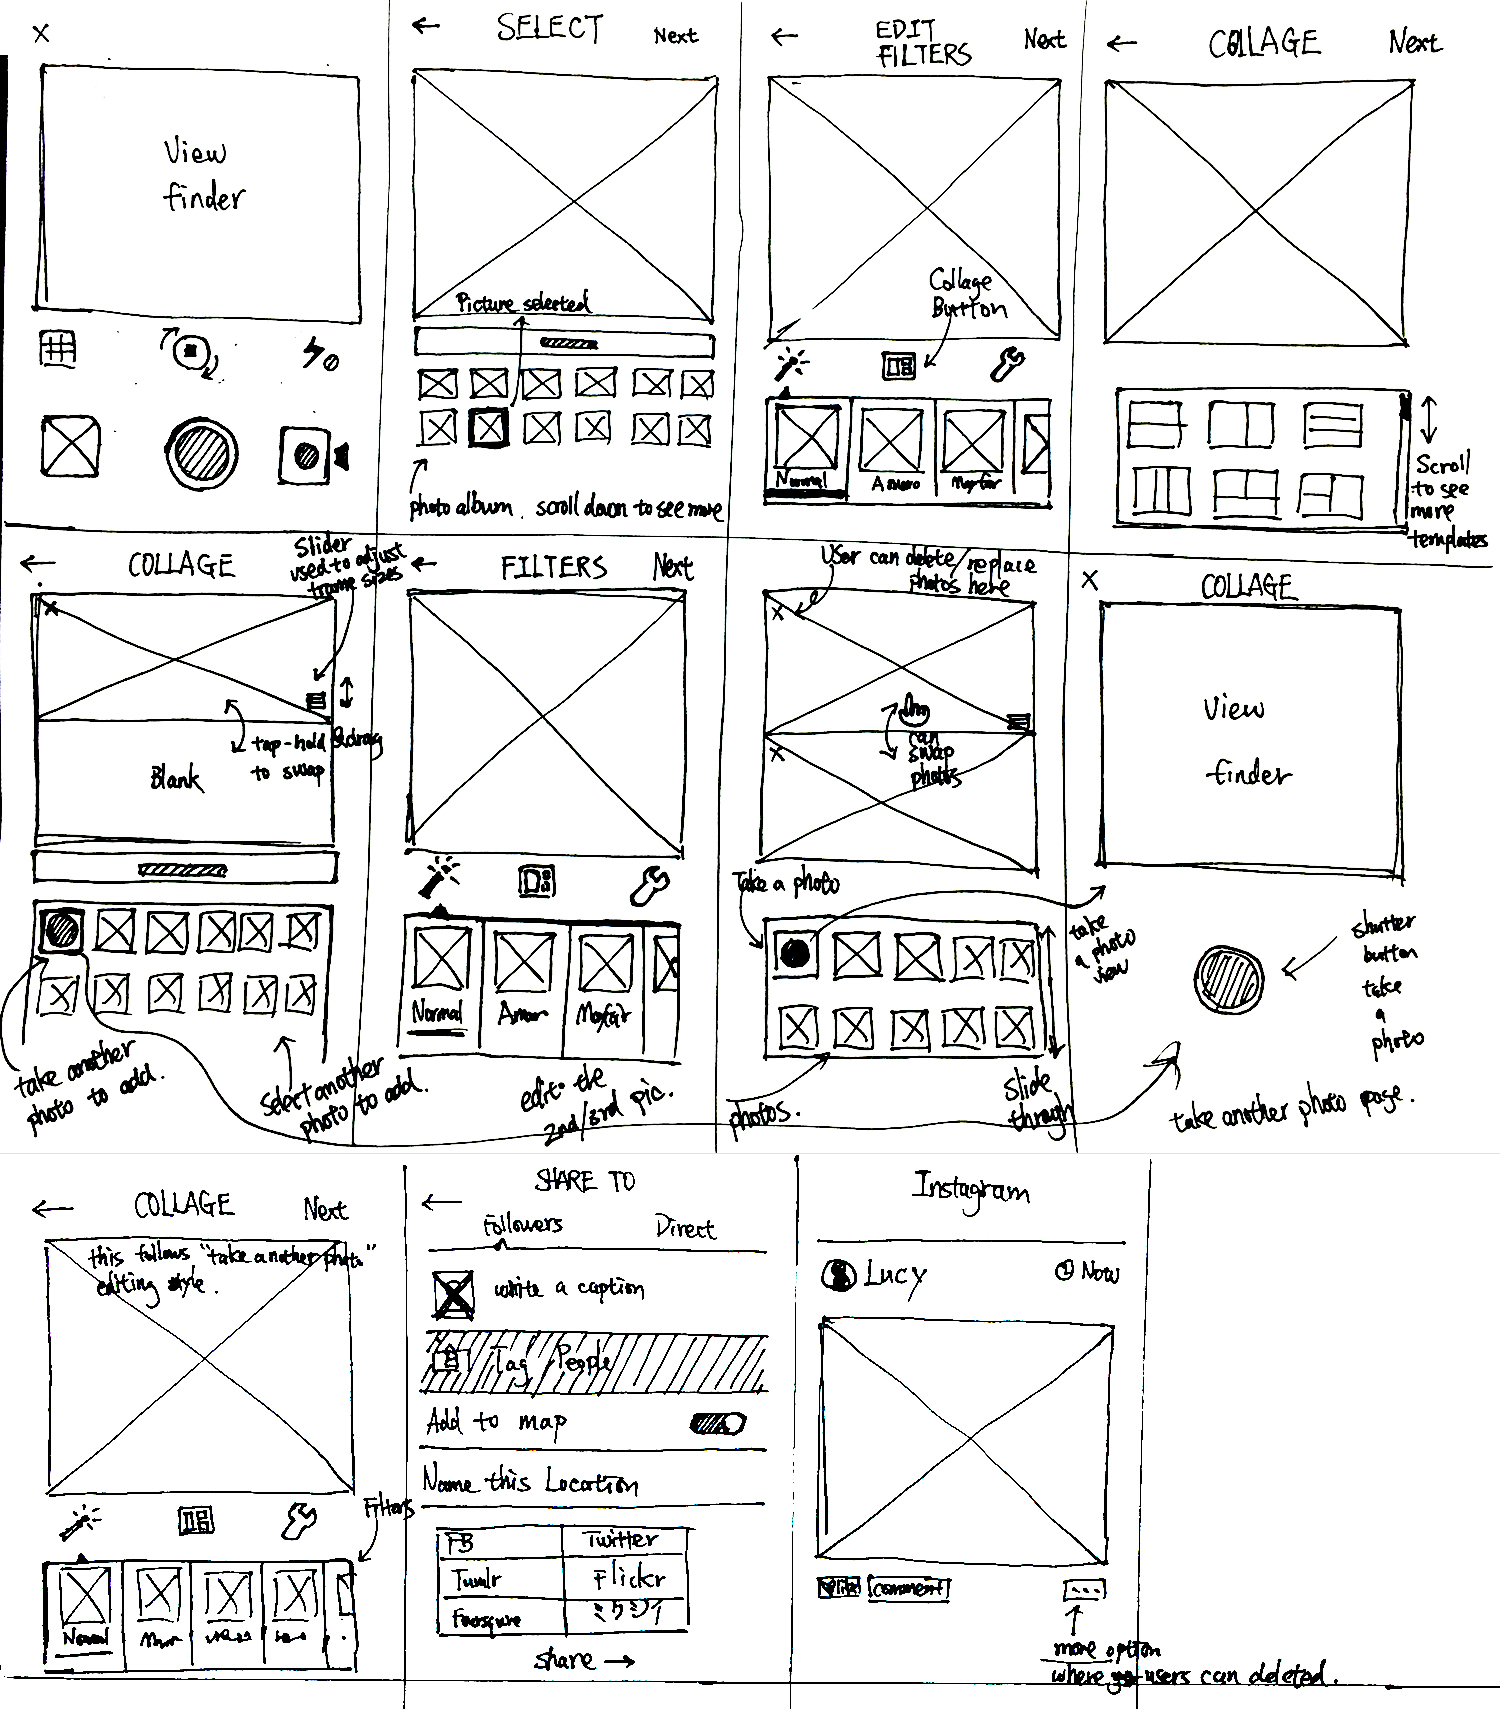 X
View
finder
← SELECT Next
Picture selected
photo album. scroll down to see more
← EDIT
FILTERS Next
Collage
Button
Normal
Amaro
Mayfair
← COLLAGE Next
Scroll
to see
more
templates
← COLLAGE
Slider
used to adjust
frame sizes
X
tap-hold & drag
to swap
Blank
take another
photo to add.
Select another
photo to add.
← FILTERS Next
Normal
Mayfair
edit the
2nd/3rd pic.
User can delete/replace
photos here
X
can
swap
photos
X
Take a photo
take
a photo
view
photos.
Slide
through
X COLLAGE
View
finder
shutter
button
take
a
photo
take another photo page.
← COLLAGE Next
this follows "take another photo"
editing style.
Filters
Normal
SHARE TO
←
Followers Direct
write a caption
Tag People
Add to map
Name this Location
FB Twitter
Tumlr Flickr
Foursqure ミクシイ
share →
Instagram
Lucy Now
comment
...
more option
where users can deleted.